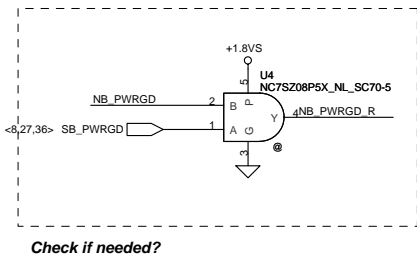 +1.8VS
U4
NC7SZ08P5X_NL_SC70-5
5
P
NB_PWRGD
2
B
Y
4
NB_PWRGD_R
<8,27,36>
SB_PWRGD
1
A
G
3
@
Check if needed?